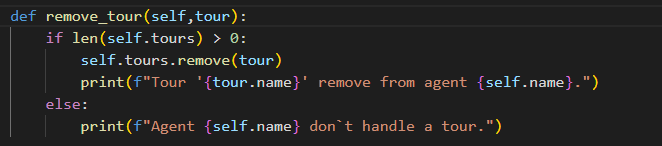 def remove_tour(self,tour):
    if len(self.tours) > 0:
        self.tours.remove(tour)
        print(f"Tour '{tour.name}' remove from agent {self.name}.")
    else:
        print(f"Agent {self.name} don`t handle a tour.")